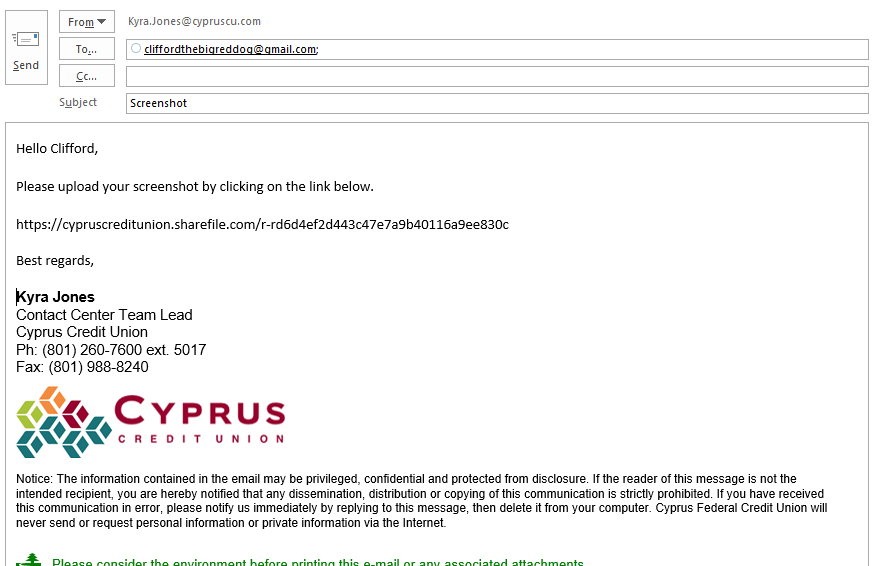 From
Kyra.Jones@cypruscu.com
Send
To...
cliffordthebigreddog@gmail.com;
Cc...
Subject
Screenshot
Hello Clifford,
Please upload your screenshot by clicking on the link below.
https://cypruscreditunion.sharefile.com/r-rd6d4ef2d443c47e7a9b40116a9ee830c
Best regards,
Kyra Jones
Contact Center Team Lead
Cyprus Credit Union
Ph: (801) 260-7600 ext. 5017
Fax: (801) 988-8240
CYPRUS
CREDIT UNION
Notice: The information contained in the email may be privileged, confidential and protected from disclosure. If the reader of this message is not the
intended recipient, you are hereby notified that any dissemination, distribution or copying of this communication is strictly prohibited. If you have received
this communication in error, please notify us immediately by replying to this message, then delete it from your computer. Cyprus Federal Credit Union will
never send or request personal information or private information via the Internet.
Please consider the environment before printing this e-mail or any associated attachments